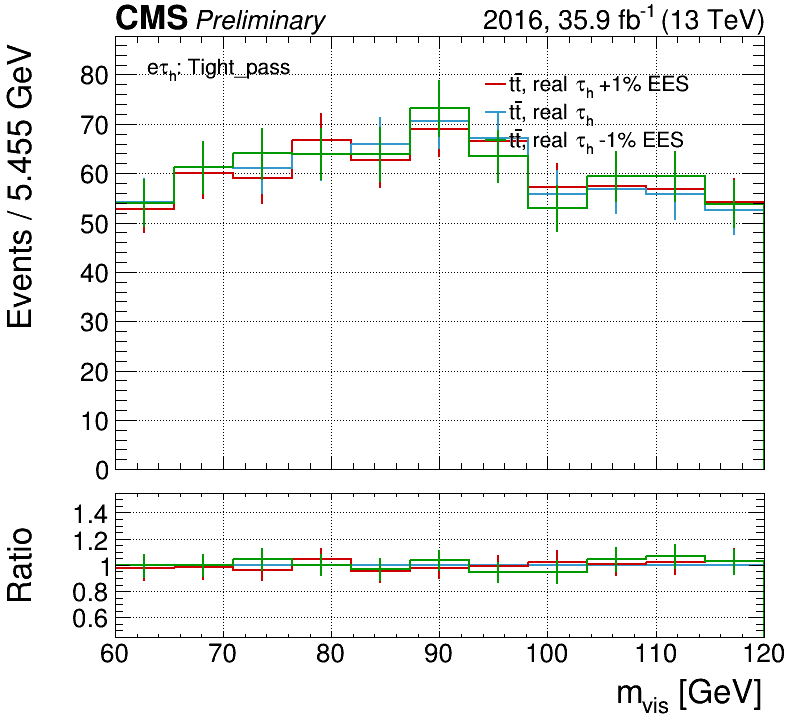 CMS Preliminary 2016, 35.9 fb⁻¹ (13 TeV)
eτₕ: Tight_pass
tt̄, real τₕ +1% EES
tt̄, real τₕ
tt̄, real τₕ -1% EES
Events / 5.455 GeV
80
70
60
50
40
30
20
10
0
Ratio
1.4
1.2
1
0.8
0.6
60 70 80 90 100 110 120
m_vis [GeV]